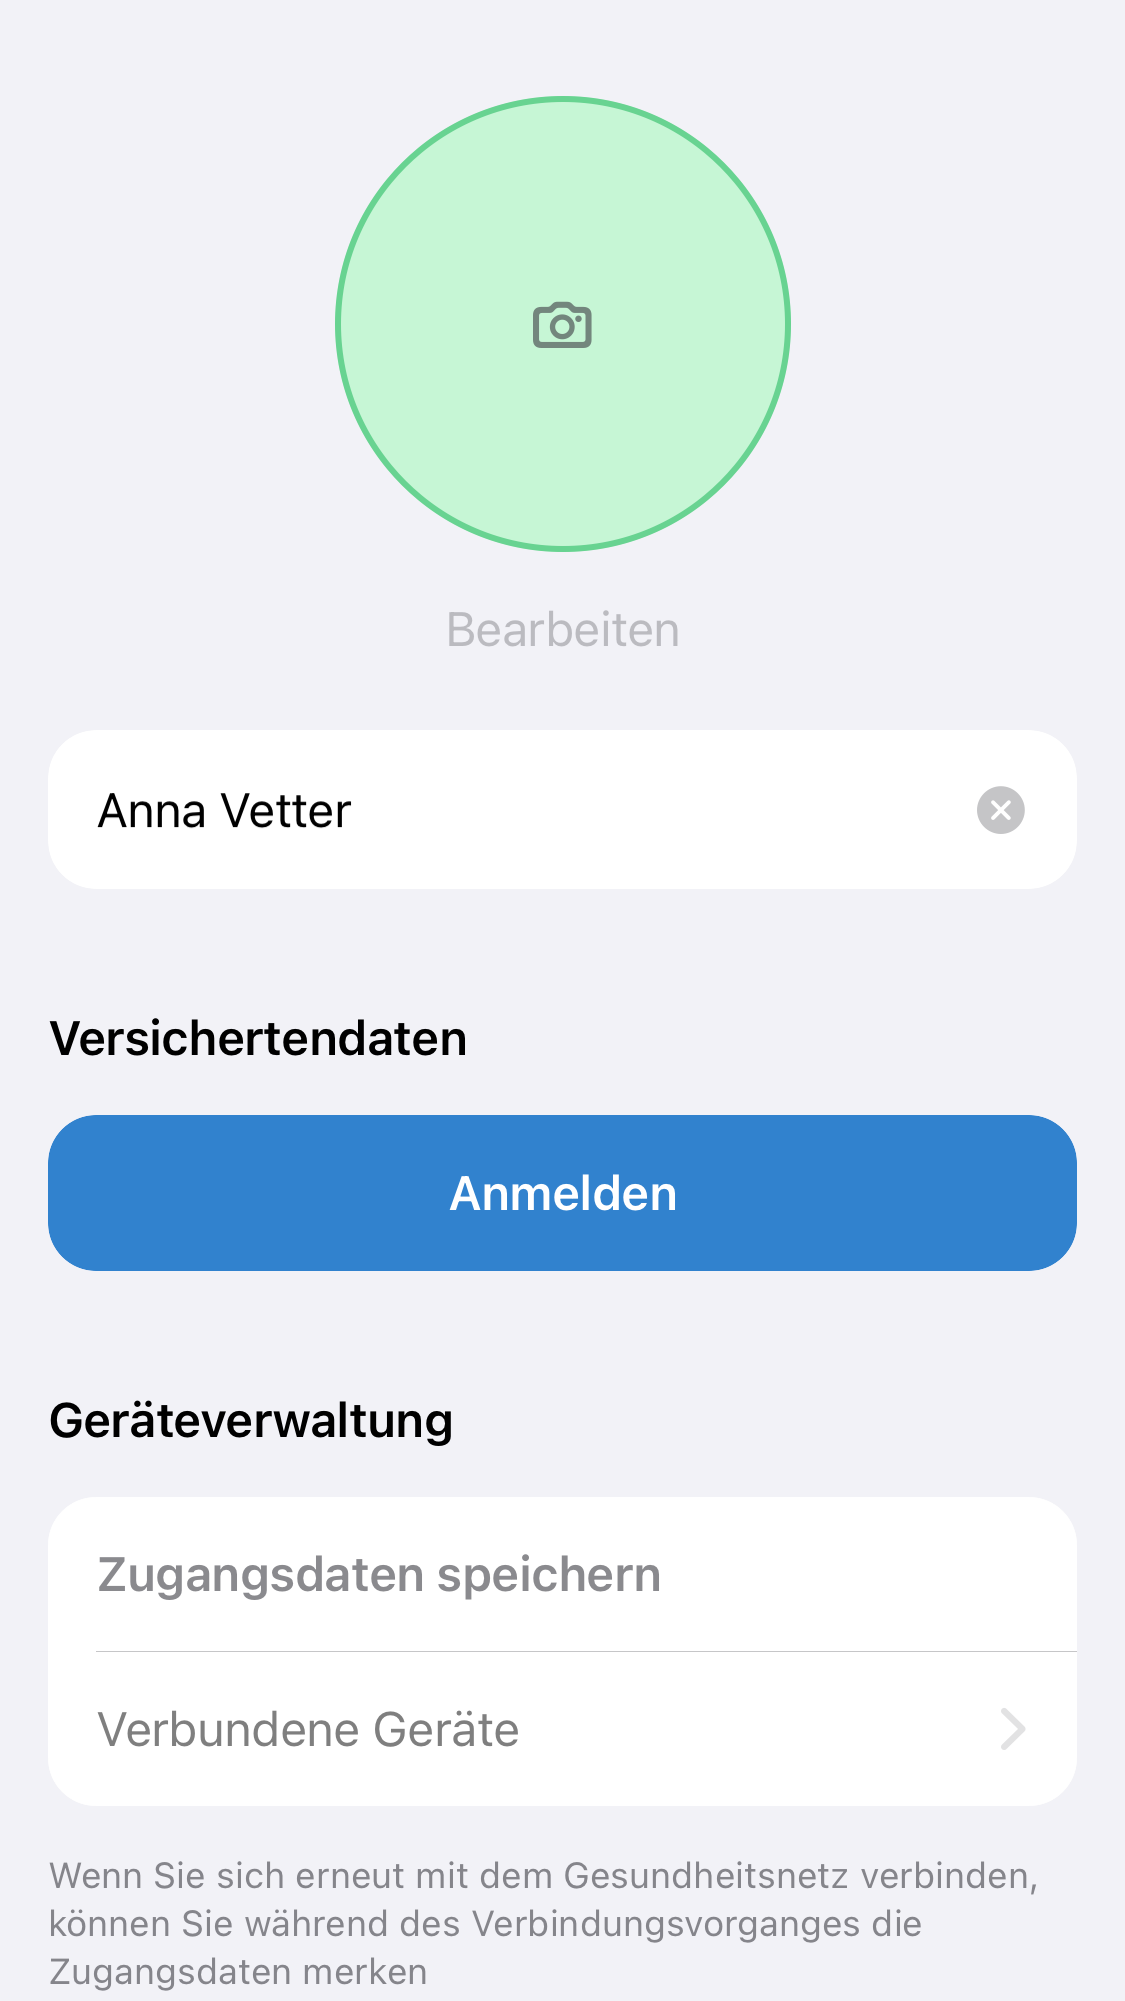 Bearbeiten
Anna Vetter
Versichertendaten
Anmelden
Geräteverwaltung
Zugangsdaten speichern
Verbundene Geräte
Wenn Sie sich erneut mit dem Gesundheitsnetz verbinden,
können Sie während des Verbindungsvorganges die
Zugangsdaten merken